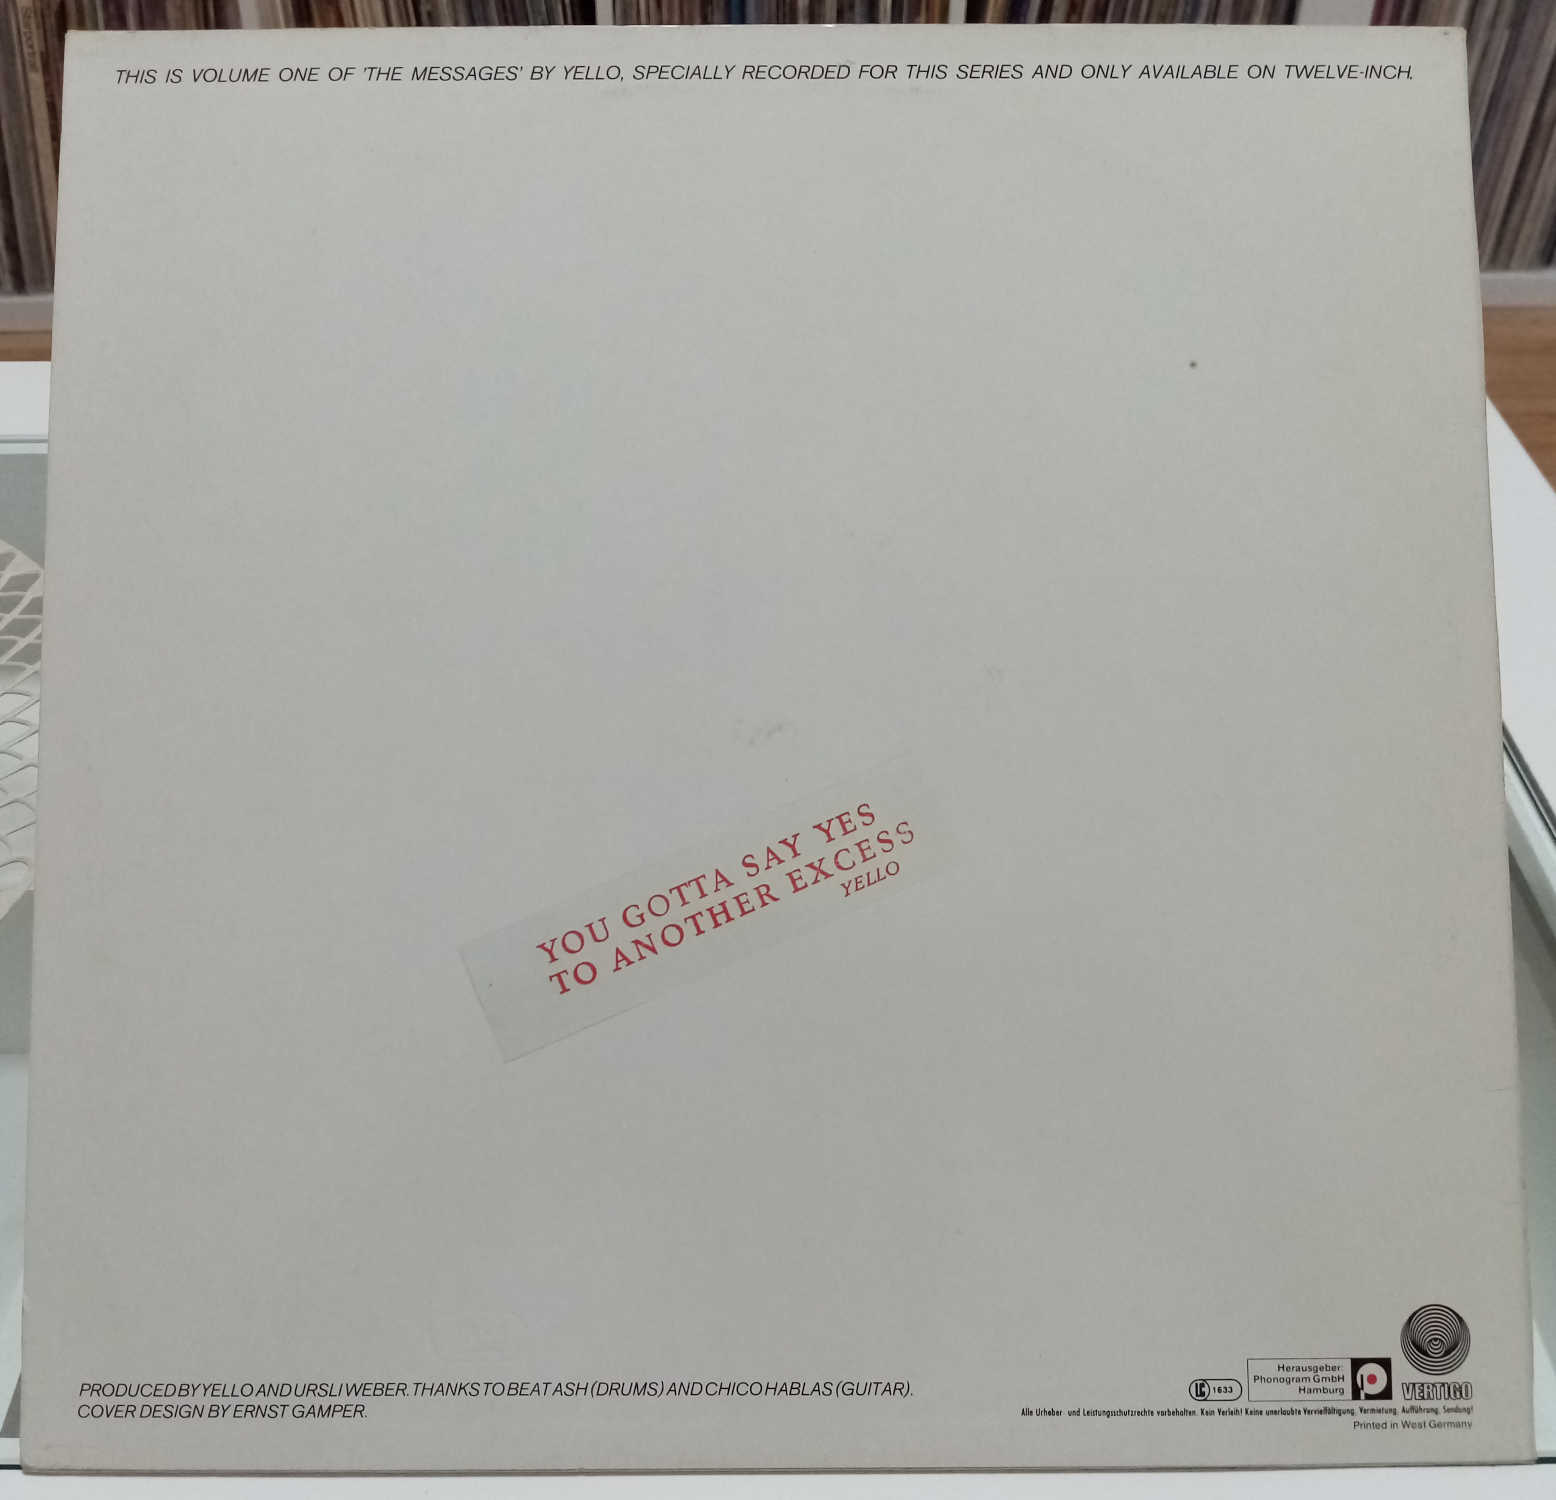 THIS IS VOLUME ONE OF 'THE MESSAGES' BY YELLO, SPECIALLY RECORDED FOR THIS SERIES AND ONLY AVAILABLE ON TWELVE-INCH.
YOU GOTTA SAY YES
TO ANOTHER EXCESS
YELLO
PRODUCED BY YELLO AND URSLI WEBER. THANKS TO BEAT ASH (DRUMS) AND CHICO HABLAS (GUITAR).
COVER DESIGN BY ERNST GAMPER.
LC 1633
Herausgeber:
Phonogram GmbH
Hamburg
VERTIGO
Alle Urheber- und Leistungsschutzrechte vorbehalten. Kein Verleih! Keine unerlaubte Vervielfältigung, Vermietung, Aufführung, Sendung!
Printed in West Germany